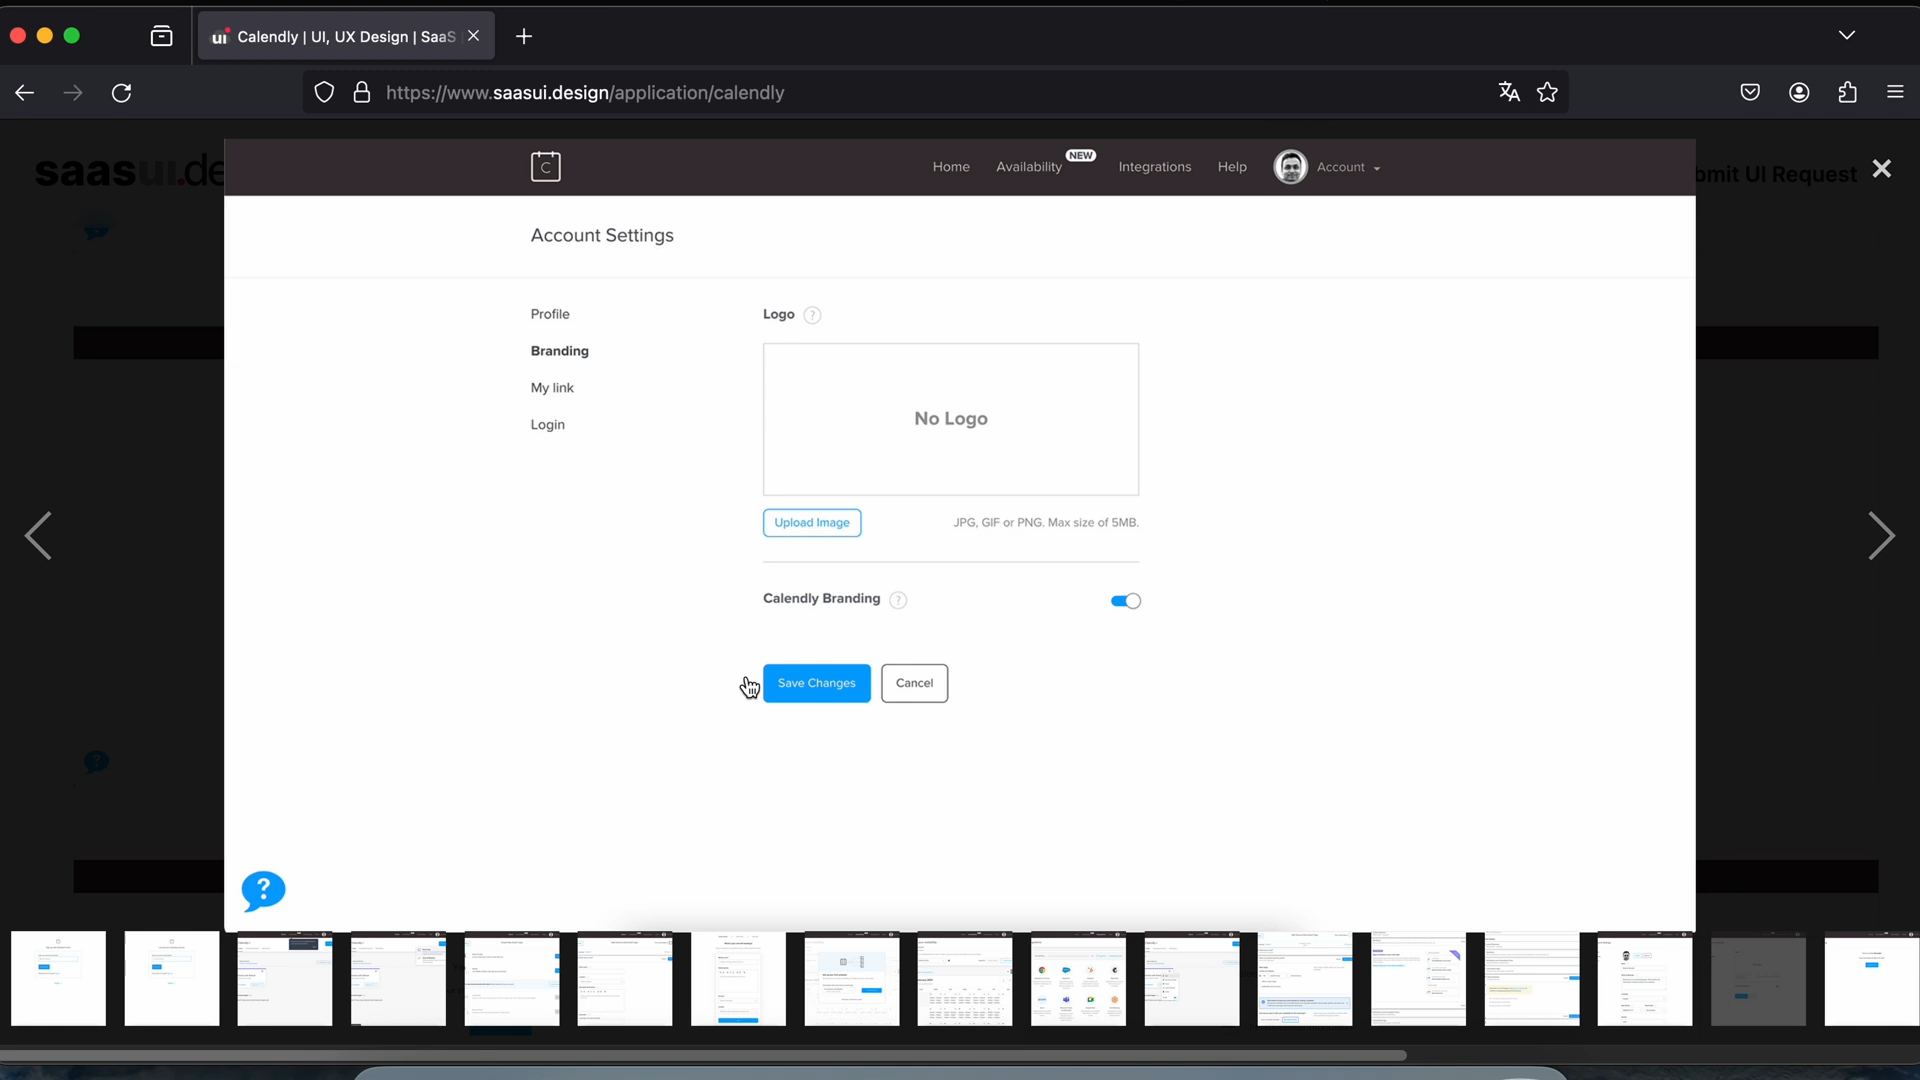 Calendly | UI, UX Design | SaaS
https://www.saasui.design/application/calendly
saasui.de
bmit UI Request
C
Home
Availability
NEW
Integrations
Help
Account
Account Settings
Profile
Branding
My link
Login
Logo ?
No Logo
Upload Image
JPG, GIF or PNG. Max size of 5MB.
Calendly Branding ?
Save Changes
Cancel
?